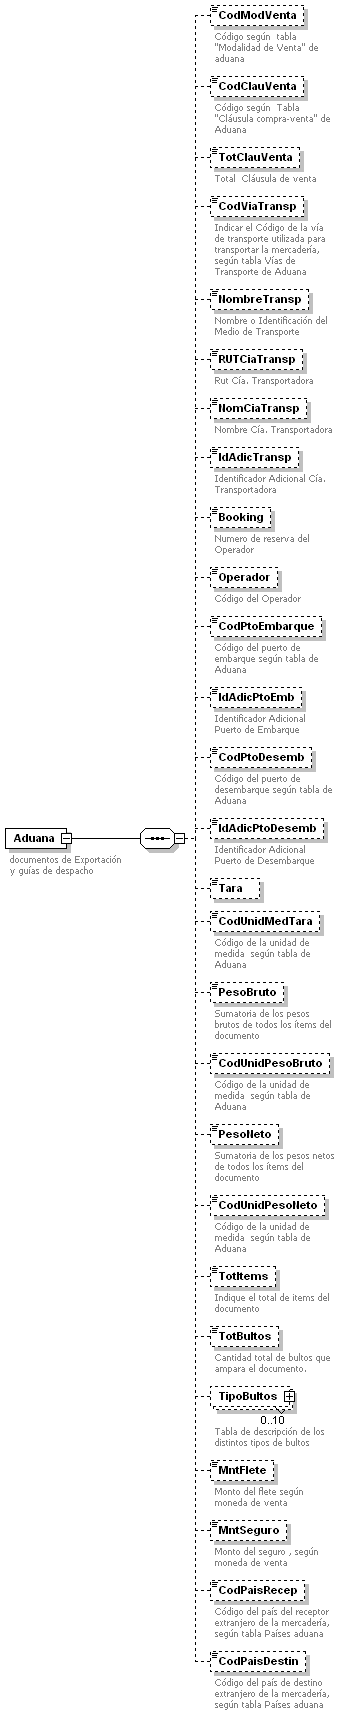 CodModVenta
Código según  tabla
"Modalidad de Venta" de
aduana
CodClauVenta
Código según  Tabla
"Cláusula compra-venta" de
Aduana
TotClauVenta
Total  Cláusula de venta
CodViaTransp
Indicar el Código de la vía
de transporte utilizada para
transportar la mercadería,
según tabla Vías de
Transporte de Aduana
NombreTransp
Nombre o Identificación del
Medio de Transporte
RUTCiaTransp
Rut Cía. Transportadora
NomCiaTransp
Nombre Cía. Transportadora
IdAdicTransp
Identificador Adicional Cía.
Transportadora
Booking
Numero de reserva del
Operador
Operador
Código del Operador
CodPtoEmbarque
Código del puerto de
embarque según tabla de
Aduana
IdAdicPtoEmb
Identificador Adicional
Puerto de Embarque
CodPtoDesemb
Código del puerto de
desembarque según tabla de
Aduana
Aduana
documentos de Exportación
y guías de despacho
IdAdicPtoDesemb
Identificador Adicional
Puerto de Desembarque
Tara
CodUnidMedTara
Código de la unidad de
medida  según tabla de
Aduana
PesoBruto
Sumatoria de los pesos
brutos de todos los ítems del
documento
CodUnidPesoBruto
Código de la unidad de
medida  según tabla de
Aduana
PesoNeto
Sumatoria de los pesos netos
de todos los ítems del
documento
CodUnidPesoNeto
Código de la unidad de
medida  según tabla de
Aduana
TotItems
Indique el total de items del
documento
TotBultos
Cantidad total de bultos que
ampara el documento.
TipoBultos
0..10
Tabla de descripción de los
distintos tipos de bultos
MntFlete
Monto del flete según
moneda de venta
MntSeguro
Monto del seguro , según
moneda de venta
CodPaisRecep
Código del país del receptor
extranjero de la mercadería,
según tabla Países aduana
CodPaisDestin
Código del país de destino
extranjero de la mercadería,
según tabla Países aduana